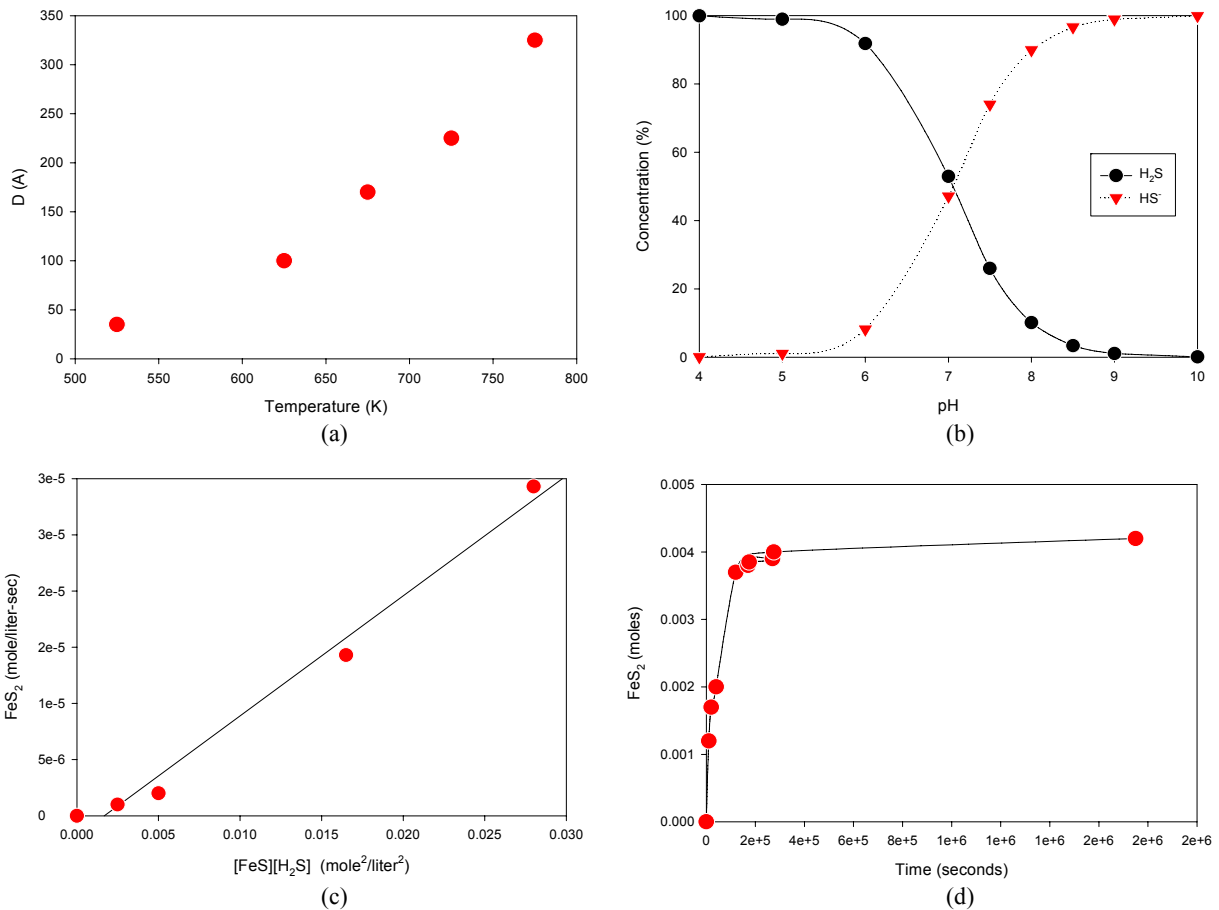 350
300
250
200
150
100
50
0
D (A)
500 550 600 650 700 750 800
Temperature (K)
(a)
100
80
60
40
20
0
Concentration (%)
H₂S
HS⁻
4 5 6 7 8 9 10
pH
(b)
3e-5
3e-5
2e-5
2e-5
1e-5
5e-6
0
FeS₂ (mole/liter-sec)
0.000 0.005 0.010 0.015 0.020 0.025 0.030
[FeS][H₂S] (mole²/liter²)
(c)
0.005
0.004
0.003
0.002
0.001
0.000
FeS₂ (moles)
0 2e+5 4e+5 6e+5 8e+5 1e+6 1e+6 1e+6 2e+6 2e+6 2e+6
Time (seconds)
(d)